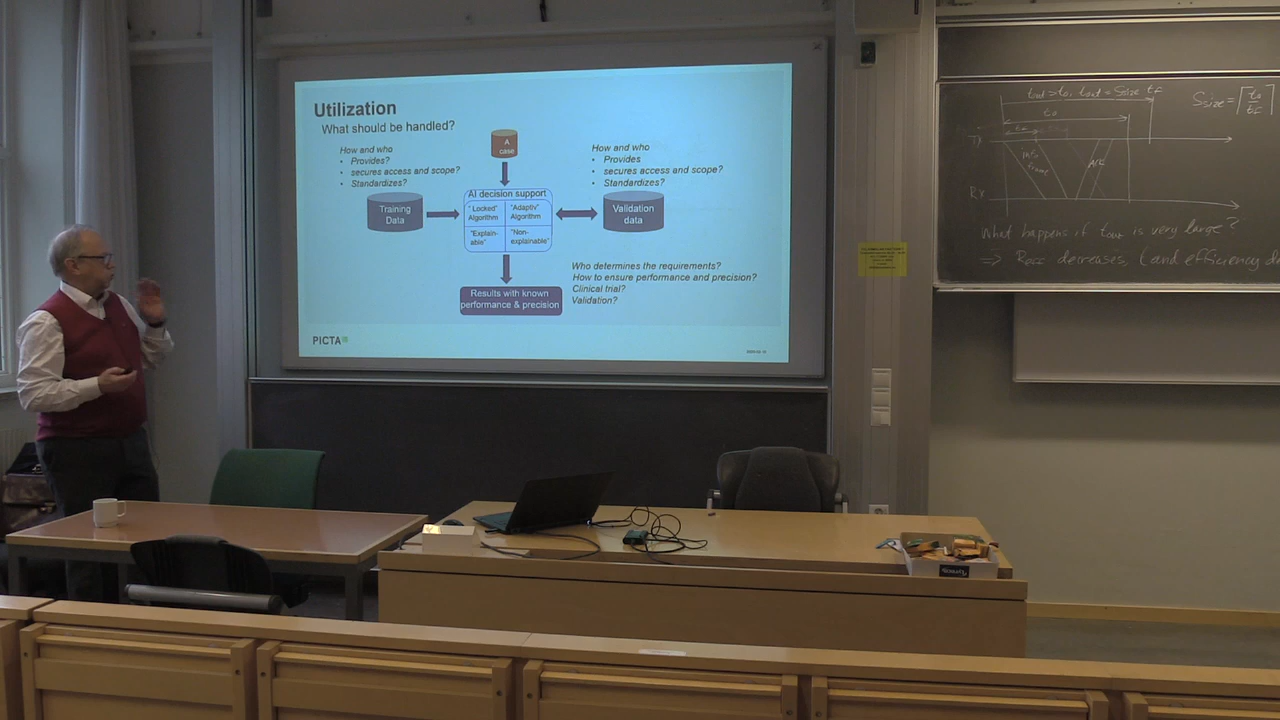 Utilization
What should be handled?
How and who
• Provides?
• secures access and scope?
• Standardizes?
A
case
How and who
• Provides
• secures access and scope?
• Standardizes?
Training
Data
AI decision support
"Locked"
Algorithm
"Adaptiv"
Algorithm
"Explain-
able"
"Non-
explainable"
Validation
data
Who determines the requirements?
How to ensure performance and precision?
Clinical trial?
Validation?
Results with known
performance & precision
PICTA
What happens if tout is very large?
⇒ decreases, (and efficiency